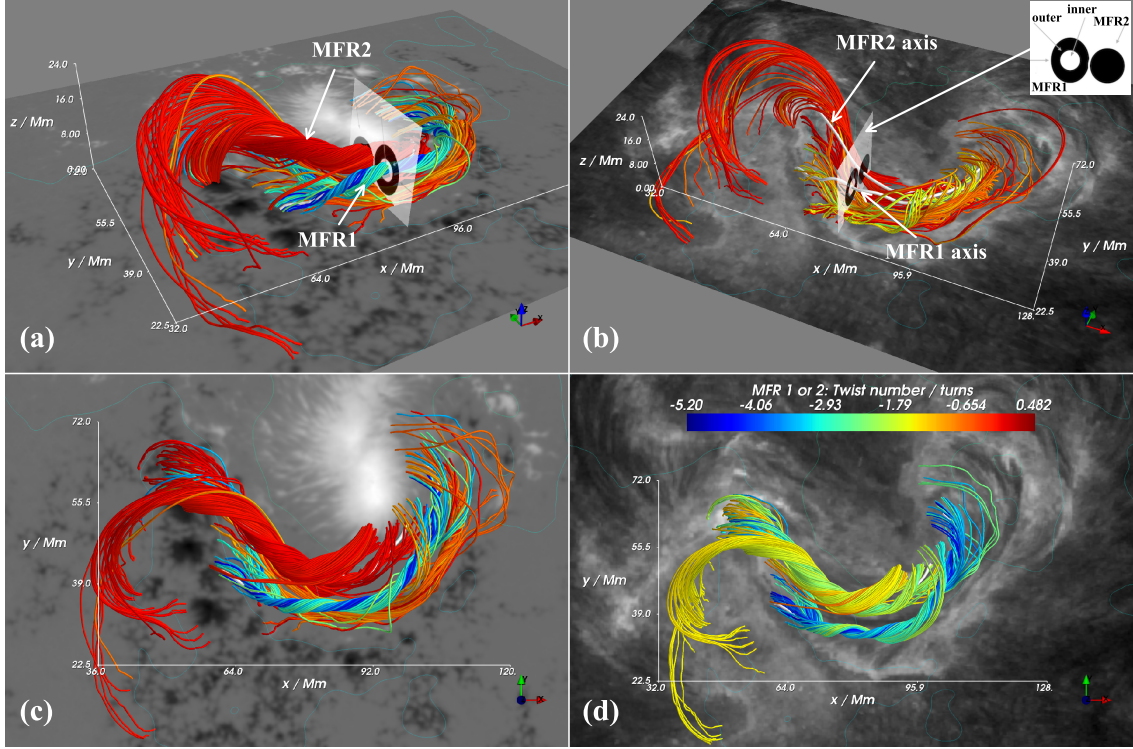 MFR2
24.0
16.0
z / Mm
8.00
0.00
72.0
55.5
y / Mm
39.0
22.5
32.0
64.0
x / Mm
96.0
MFR1
(a)
outer
inner
MFR2
MFR1
MFR2 axis
24.0
16.0
z / Mm
8.00
0.00
32.0
64.0
x / Mm
95.9
128.
MFR1 axis
72.0
55.5
y / Mm
39.0
22.5
(b)
72.0
55.5
y / Mm
39.0
22.5
36.0
64.0
x / Mm
92.0
120.
(c)
MFR 1 or 2: Twist number / turns
-5.20
-4.06
-2.93
-1.79
-0.654
0.482
72.0
55.5
y / Mm
39.0
22.5
32.0
64.0
x / Mm
95.9
128.
(d)